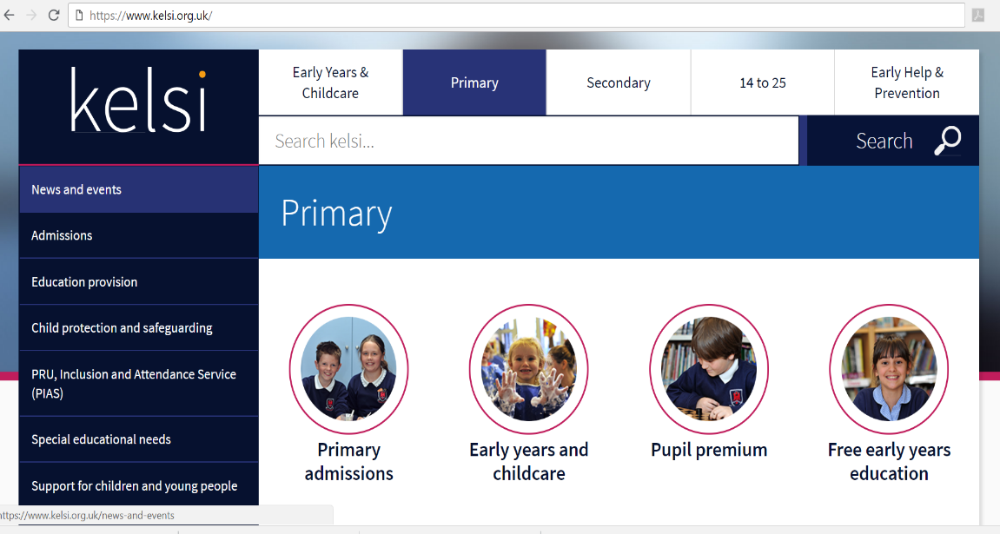 https://www.kelsi.org.uk/
kelsi
Early Years &
Childcare
Primary
Secondary
14 to 25
Early Help &
Prevention
Search kelsi...
Search
News and events
Admissions
Education provision
Child protection and safeguarding
PRU, Inclusion and Attendance Service
(PIAS)
Special educational needs
Support for children and young people
Primary
Primary
admissions
Early years and
childcare
Pupil premium
Free early years
education
https://www.kelsi.org.uk/news-and-events